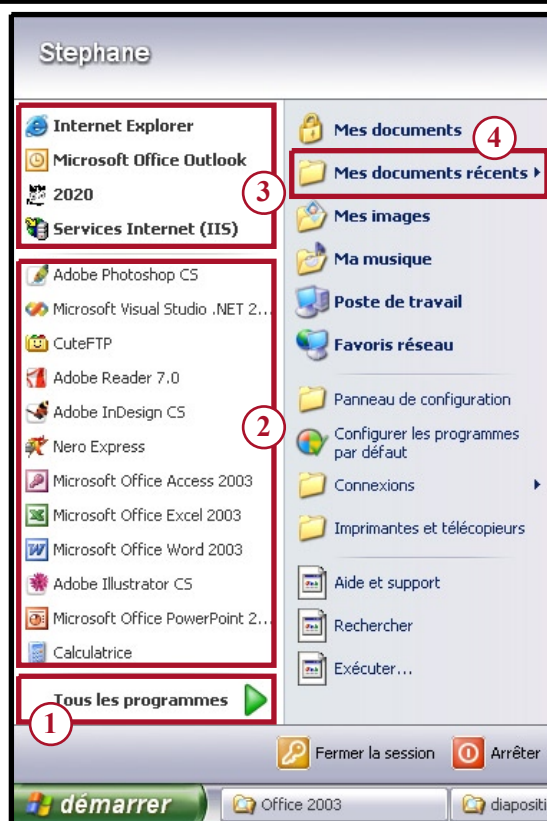 Stephane
Internet Explorer
Microsoft Office Outlook
2020
Services Internet (IIS)
3
Adobe Photoshop CS
Microsoft Visual Studio .NET 2...
CuteFTP
Adobe Reader 7.0
Adobe InDesign CS
Nero Express
Microsoft Office Access 2003
Microsoft Office Excel 2003
Microsoft Office Word 2003
Adobe Illustrator CS
Microsoft Office PowerPoint 2...
Calculatrice
2
Tous les programmes
1
Mes documents
4
Mes documents récents
Mes images
Ma musique
Poste de travail
Favoris réseau
Panneau de configuration
Configurer les programmes
par défaut
Connexions
Imprimantes et télécopieurs
Aide et support
Rechercher
Exécuter...
Fermer la session
Arrêter
démarrer
Office 2003
diapositi